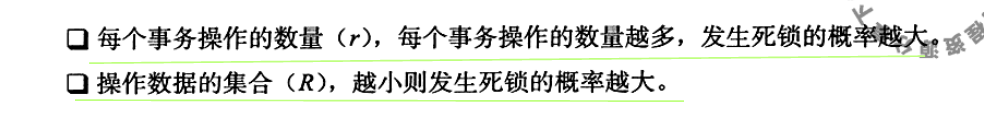 ❑ 每个事务操作的数量（r），每个事务操作的数量越多，发生死锁的概率越大。
❑ 操作数据的集合（R），越小则发生死锁的概率越大。